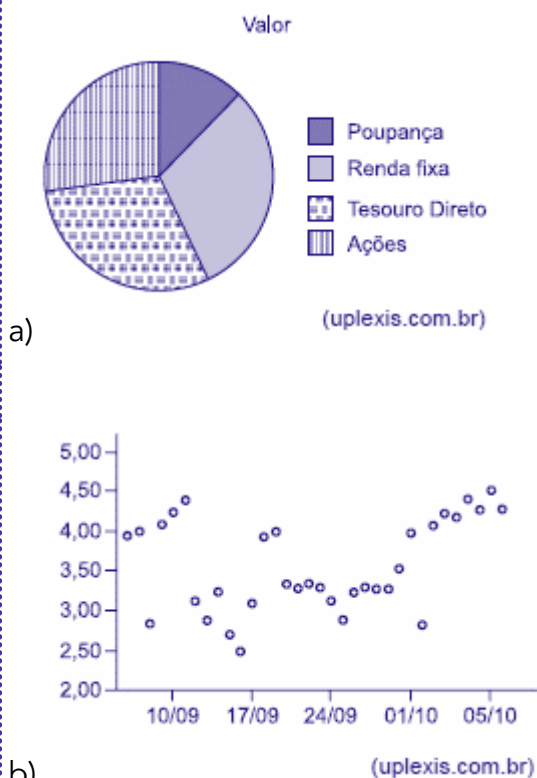 Valor
Poupança
Renda fixa
Tesouro Direto
Ações
(uplexis.com.br)
a)
5,00
4,50
4,00
3,50
3,00
2,50
2,00
10/09 17/09 24/09 01/10 05/10
(uplexis.com.br)
b)